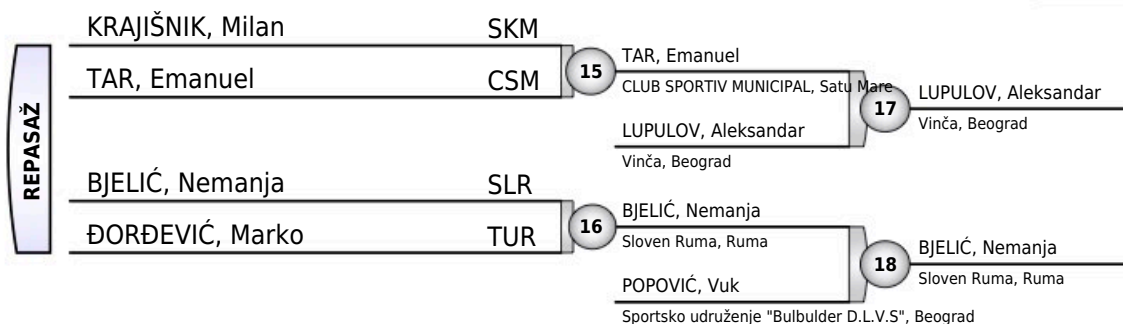 REPASAŽ
KRAJIŠNIK, Milan SKM
TAR, Emanuel CSM
15
TAR, Emanuel
CLUB SPORTIV MUNICIPAL, Satu Mare
LUPULOV, Aleksandar
Vinča, Beograd
17
LUPULOV, Aleksandar
Vinča, Beograd
BJELIĆ, Nemanja SLR
ĐORĐEVIĆ, Marko TUR
16
BJELIĆ, Nemanja
Sloven Ruma, Ruma
POPOVIĆ, Vuk
Sportsko udruženje "Bulbulder D.L.V.S", Beograd
18
BJELIĆ, Nemanja
Sloven Ruma, Ruma